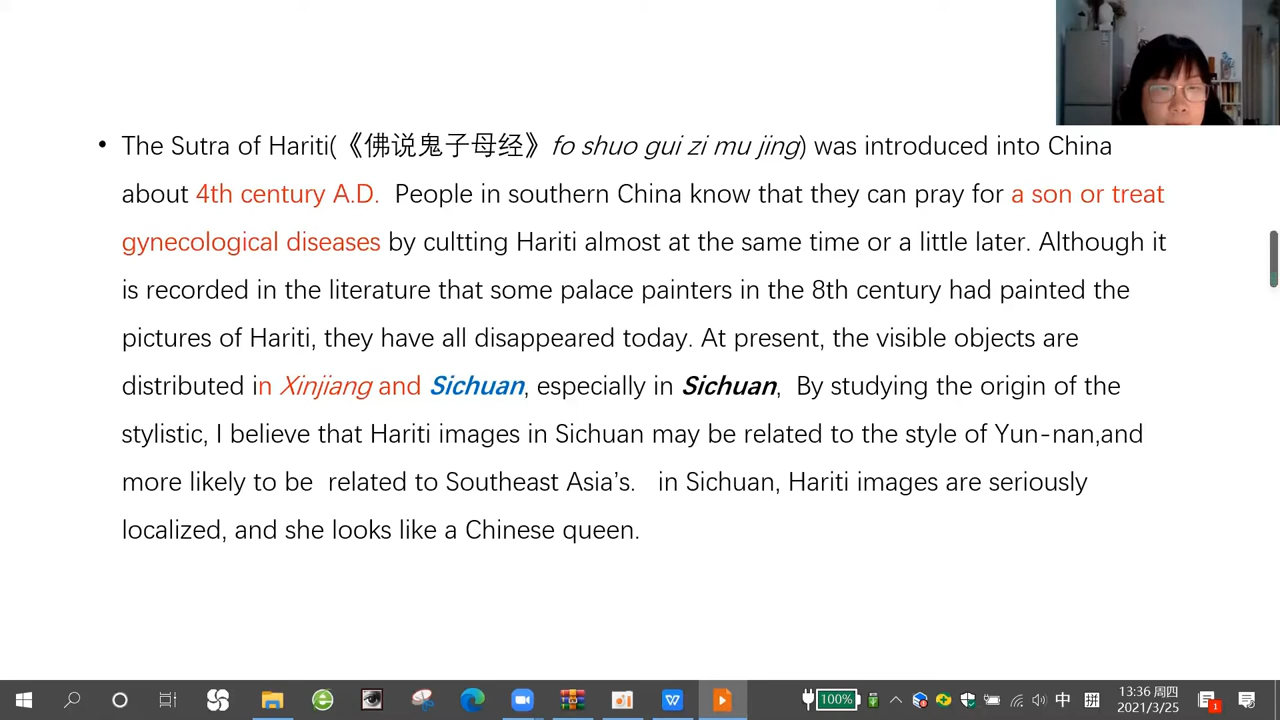 • The Sutra of Hariti(《佛说鬼子母经》fo shuo gui zi mu jing) was introduced into China
about 4th century A.D. People in southern China know that they can pray for a son or treat
gynecological diseases by cultting Hariti almost at the same time or a little later. Although it
is recorded in the literature that some palace painters in the 8th century had painted the
pictures of Hariti, they have all disappeared today. At present, the visible objects are
distributed in Xinjiang and Sichuan, especially in Sichuan, By studying the origin of the
stylistic, I believe that Hariti images in Sichuan may be related to the style of Yun-nan,and
more likely to be related to Southeast Asia's. in Sichuan, Hariti images are seriously
localized, and she looks like a Chinese queen.
100%
中
拼
13:36 周四
2021/3/25
1